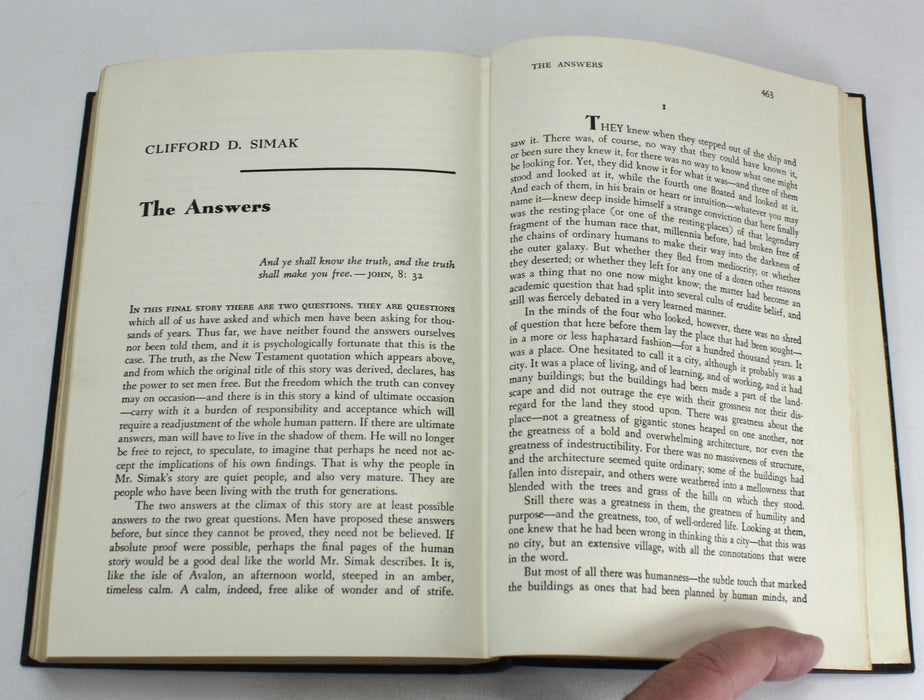 CLIFFORD D. SIMAK
The Answers
And ye shall know the truth, and the truth
shall make you free. — JOHN, 8: 32
IN THIS FINAL STORY THERE ARE TWO QUESTIONS. THEY ARE QUESTIONS
which all of us have asked and which men have been asking for thou-
sands of years. Thus far, we have neither found the answers ourselves
nor been told them, and it is psychologically fortunate that this is the
case. The truth, as the New Testament quotation which appears above,
and from which the original title of this story was derived, declares, has
the power to set men free. But the freedom which the truth can convey
may on occasion—and there is in this story a kind of ultimate occasion
—carry with it a burden of responsibility and acceptance which will
require a readjustment of the whole human pattern. If there are ultimate
answers, man will have to live in the shadow of them. He will no longer
be free to reject, to speculate, to imagine that perhaps he need not ac-
cept the implications of his own findings. That is why the people in
Mr. Simak's story are quiet people, and also very mature. They are
people who have been living with the truth for generations.
The two answers at the climax of this story are at least possible
answers to the two great questions. Men have proposed these answers
before, but since they cannot be proved, they need not be believed. If
absolute proof were possible, perhaps the final pages of the human
story would be a good deal like the world Mr. Simak describes. It is,
like the isle of Avalon, an afternoon world, steeped in an amber,
timeless calm. A calm, indeed, free alike of wonder and of strife.
THE ANSWERS
463
I
THEY knew when they stepped out of the ship and
saw it. There was, of course, no way that they could have known it,
or been sure they knew it, for there was no way to know what one might
be looking for. Yet, they did know it for what it was—and three of them
stood and looked at it, while the fourth one floated and looked at it.
And each of them, in his brain or heart or intuition—whatever you may
name it—knew deep inside himself a strange conviction that here finally
was the resting-place (or one of the resting-places) of that legendary
fragment of the human race that, millennia before, had broken free of
the chains of ordinary humans to make their way into the darkness of
the outer galaxy. But whether they fled from mediocrity; or whether
they deserted; or whether they left for any one of a dozen other reasons
was a thing that no one now might know; the matter had become an
academic question that had split into several cults of erudite belief, and
still was fiercely debated in a very learned manner.
In the minds of the four who looked, however, there was no shred
of question that here before them lay the place that had been sought—
in a more or less haphazard fashion—for a hundred thousand years. It
was a place. One hesitated to call it a city, although it probably was a
city. It was a place of living, and of learning, and of working, and it had
many buildings; but the buildings had been made a part of the land-
scape and did not outrage the eye with their grossness nor their dis-
regard for the land they stood upon. There was greatness about the
place—not a greatness of gigantic stones heaped on one another, nor
the greatness of a bold and overwhelming architecture, nor even the
greatness of indestructibility. For there was no massiveness of structure,
and the architecture seemed quite ordinary; some of the buildings had
fallen into disrepair, and others were weathered into a mellowness that
blended with the trees and grass of the hills on which they stood.
Still there was a greatness in them, the greatness of humility and
purpose—and the greatness, too, of well-ordered life. Looking at them,
one knew that he had been wrong in thinking this a city—that this was
no city, but an extensive village, with all the connotations that were
in the word.
But most of all there was humanness—the subtle touch that marked
the buildings as ones that had been planned by human minds, and